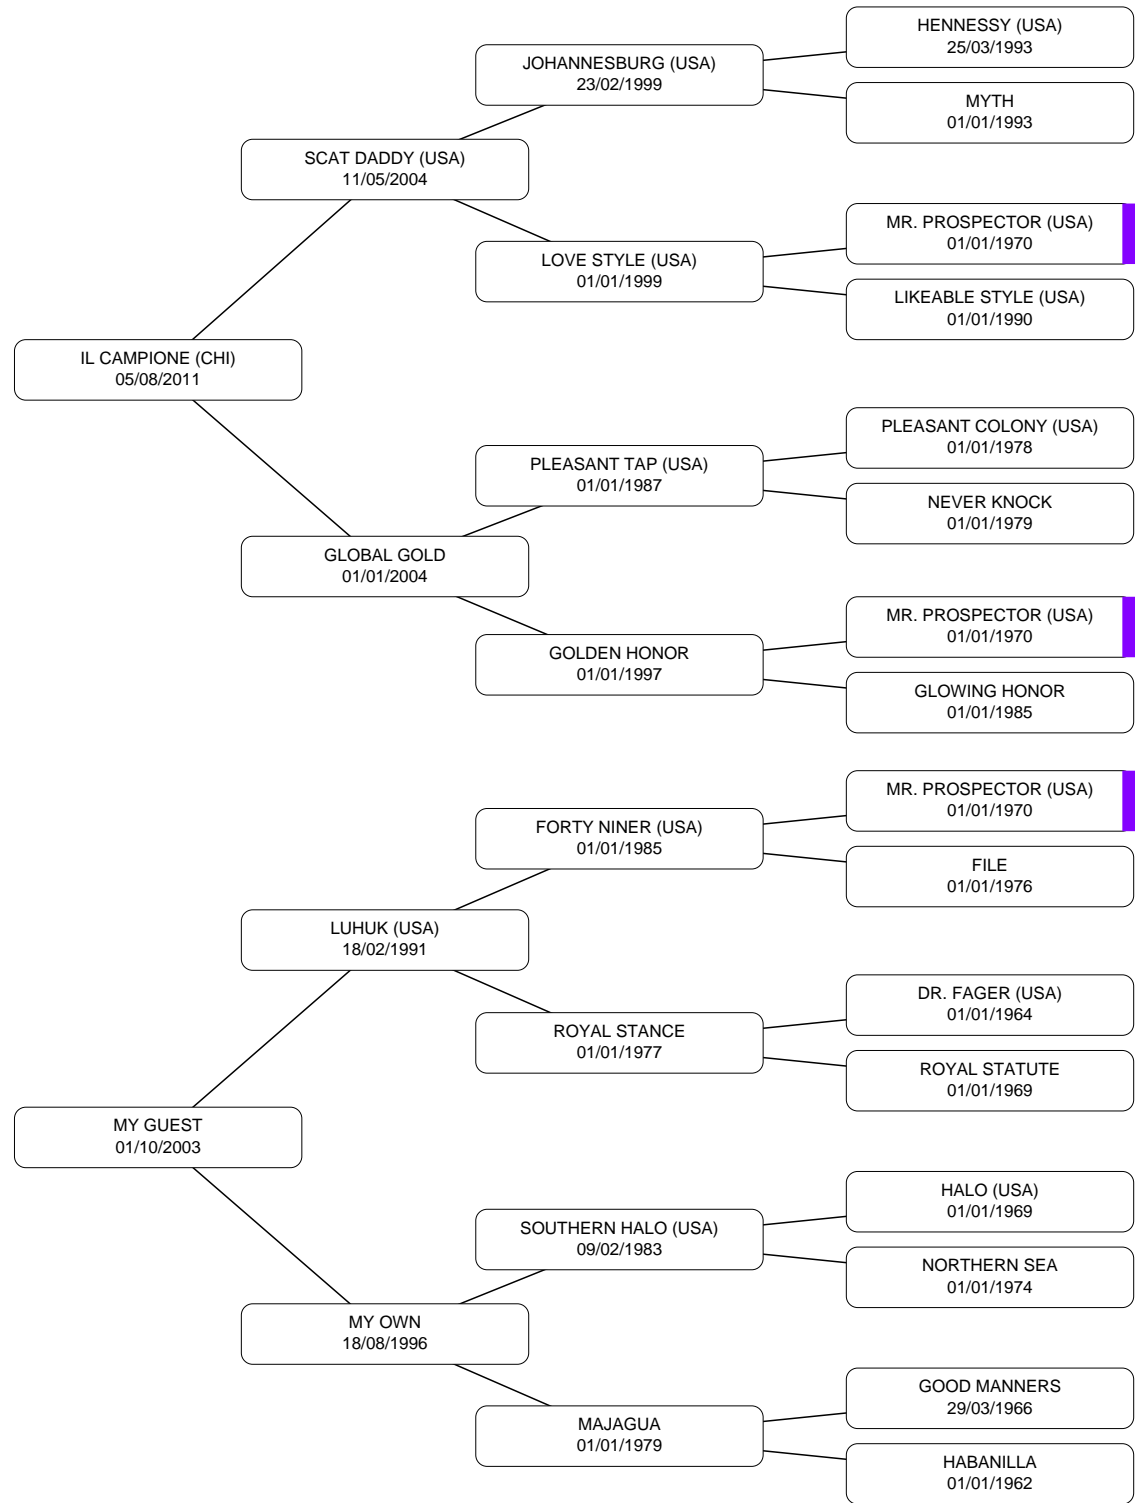 HENNESSY (USA)
25/03/1993
JOHANNESBURG (USA)
23/02/1999
MYTH
01/01/1993
SCAT DADDY (USA)
11/05/2004
MR. PROSPECTOR (USA)
01/01/1970
LOVE STYLE (USA)
01/01/1999
LIKEABLE STYLE (USA)
01/01/1990
IL CAMPIONE (CHI)
05/08/2011
PLEASANT COLONY (USA)
01/01/1978
PLEASANT TAP (USA)
01/01/1987
NEVER KNOCK
01/01/1979
GLOBAL GOLD
01/01/2004
MR. PROSPECTOR (USA)
01/01/1970
GOLDEN HONOR
01/01/1997
GLOWING HONOR
01/01/1985
MR. PROSPECTOR (USA)
01/01/1970
FORTY NINER (USA)
01/01/1985
FILE
01/01/1976
LUHUK (USA)
18/02/1991
DR. FAGER (USA)
01/01/1964
ROYAL STANCE
01/01/1977
ROYAL STATUTE
01/01/1969
MY GUEST
01/10/2003
HALO (USA)
01/01/1969
SOUTHERN HALO (USA)
09/02/1983
NORTHERN SEA
01/01/1974
MY OWN
18/08/1996
GOOD MANNERS
29/03/1966
MAJAGUA
01/01/1979
HABANILLA
01/01/1962